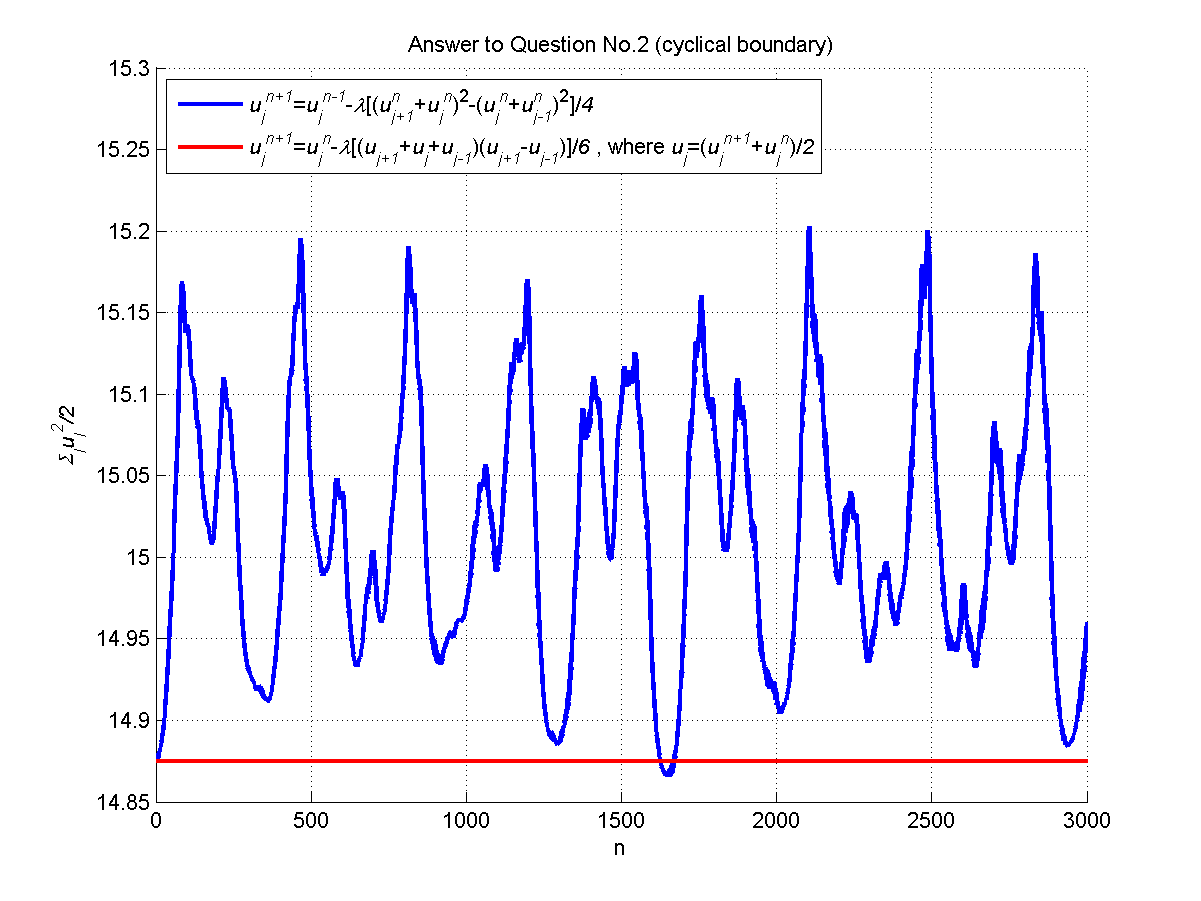 Answer to Question No.2 (cyclical boundary)
u_j^{n+1}=u_j^{n-1}-λ[(u_{j+1}^n+u_j^n)^2-(u_j^n+u_{j-1}^n)^2]/4
u_j^{n+1}=u_j^n-λ[(u_{j+1}+u_j+u_{j-1})(u_{j+1}-u_{j-1})]/6 , where u_j=(u_j^{n+1}+u_j^n)/2
15.3
15.25
15.2
15.15
15.1
15.05
15
14.95
14.9
14.85
Σ_j u_j^2/2
0 500 1000 1500 2000 2500 3000
n